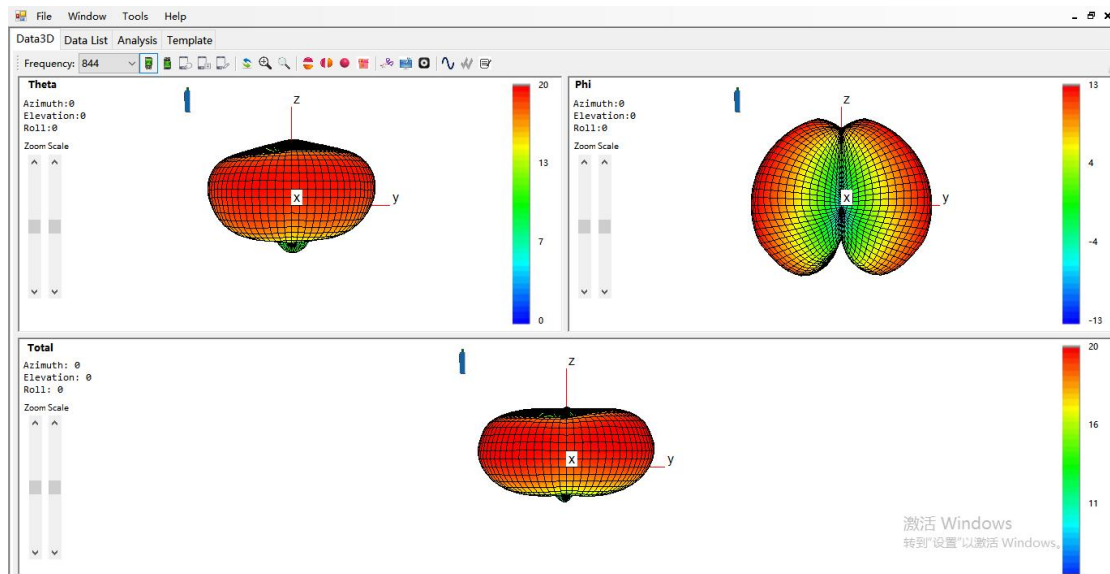 File Window Tools Help
Data3D Data List Analysis Template
Frequency: 844
Theta
Azimuth:0
Elevation:0
Roll:0
Zoom Scale
z
x
y
20
13
7
0
Phi
Azimuth:0
Elevation:0
Roll:0
Zoom Scale
z
x
y
13
4
-4
-13
Total
Azimuth: 0
Elevation: 0
Roll: 0
Zoom Scale
z
x
y
20
16
11
激活 Windows
转到"设置"以激活 Windows。